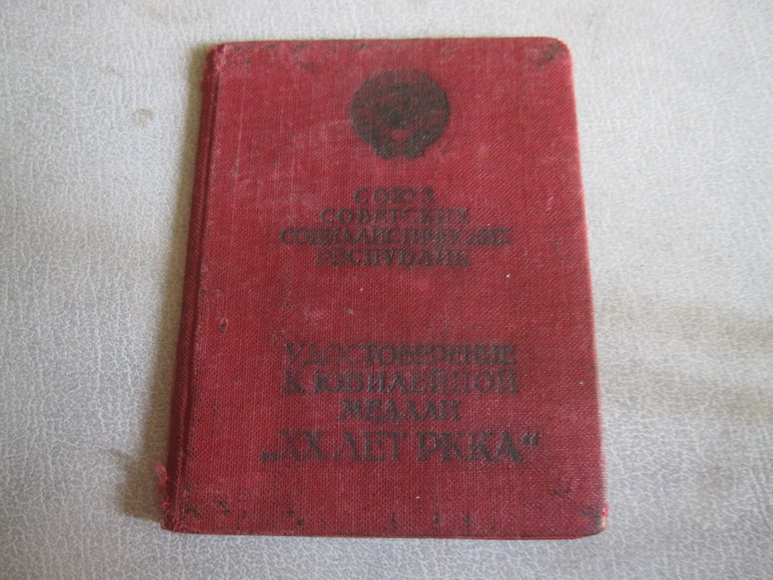 СОЮЗ
СОВЕТСКИХ
СОЦИАЛИСТИЧЕСКИХ
РЕСПУБЛИК
УДОСТОВЕРЕНИЕ
К ЮБИЛЕЙНОЙ
МЕДАЛИ
„XX ЛЕТ РККА“